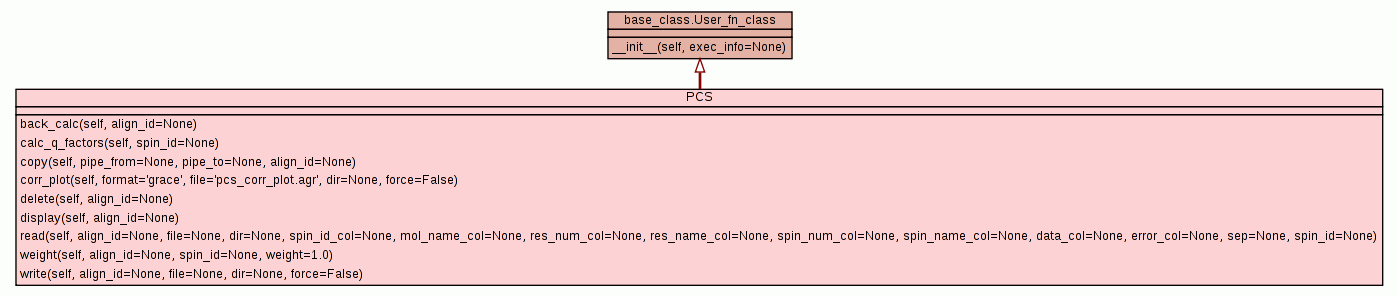 base_class.User_fn_class
__init__(self, exec_info=None)
PCS
back_calc(self, align_id=None)
calc_q_factors(self, spin_id=None)
copy(self, pipe_from=None, pipe_to=None, align_id=None)
corr_plot(self, format='grace', file='pcs_corr_plot.agr', dir=None, force=False)
delete(self, align_id=None)
display(self, align_id=None)
read(self, align_id=None, file=None, dir=None, spin_id_col=None, mol_name_col=None, res_num_col=None, res_name_col=None, spin_num_col=None, spin_name_col=None, data_col=None, error_col=None, sep=None, spin_id=None)
weight(self, align_id=None, spin_id=None, weight=1.0)
write(self, align_id=None, file=None, dir=None, force=False)